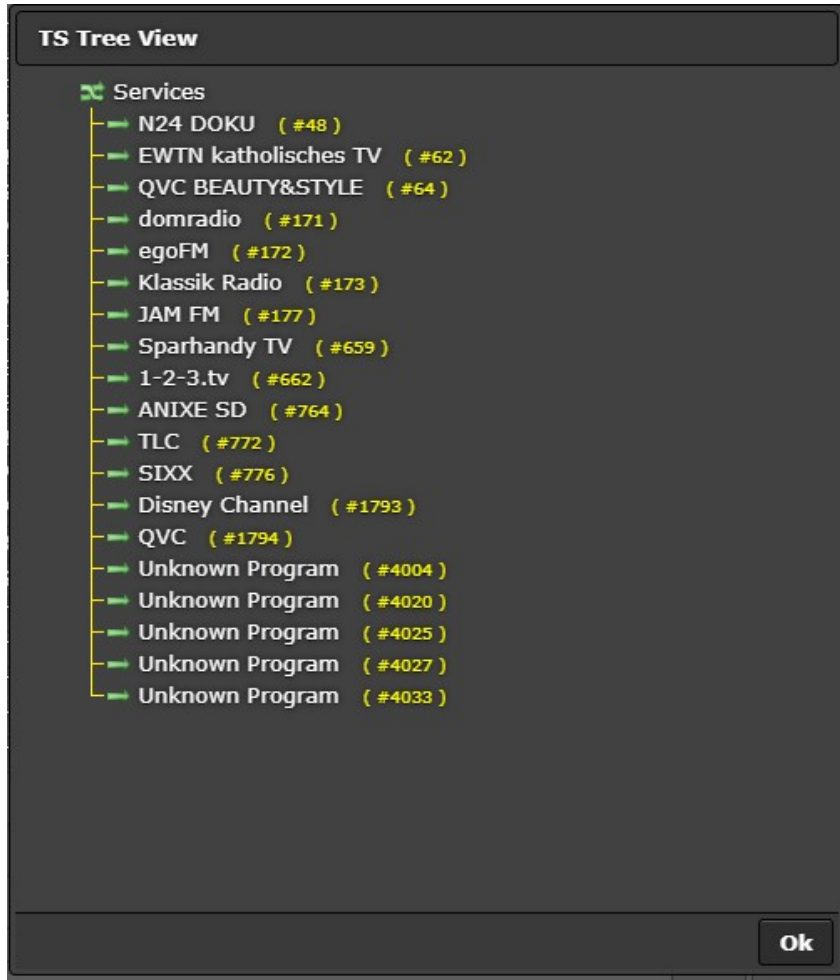 TS Tree View
Services
N24 DOKU ( #48 )
EWTN katholisches TV ( #62 )
QVC BEAUTY&STYLE ( #64 )
domradio ( #171 )
egoFM ( #172 )
Klassik Radio ( #173 )
JAM FM ( #177 )
Sparhandy TV ( #659 )
1-2-3.tv ( #662 )
ANIXE SD ( #764 )
TLC ( #772 )
SIXX ( #776 )
Disney Channel ( #1793 )
QVC ( #1794 )
Unknown Program ( #4004 )
Unknown Program ( #4020 )
Unknown Program ( #4025 )
Unknown Program ( #4027 )
Unknown Program ( #4033 )
Ok